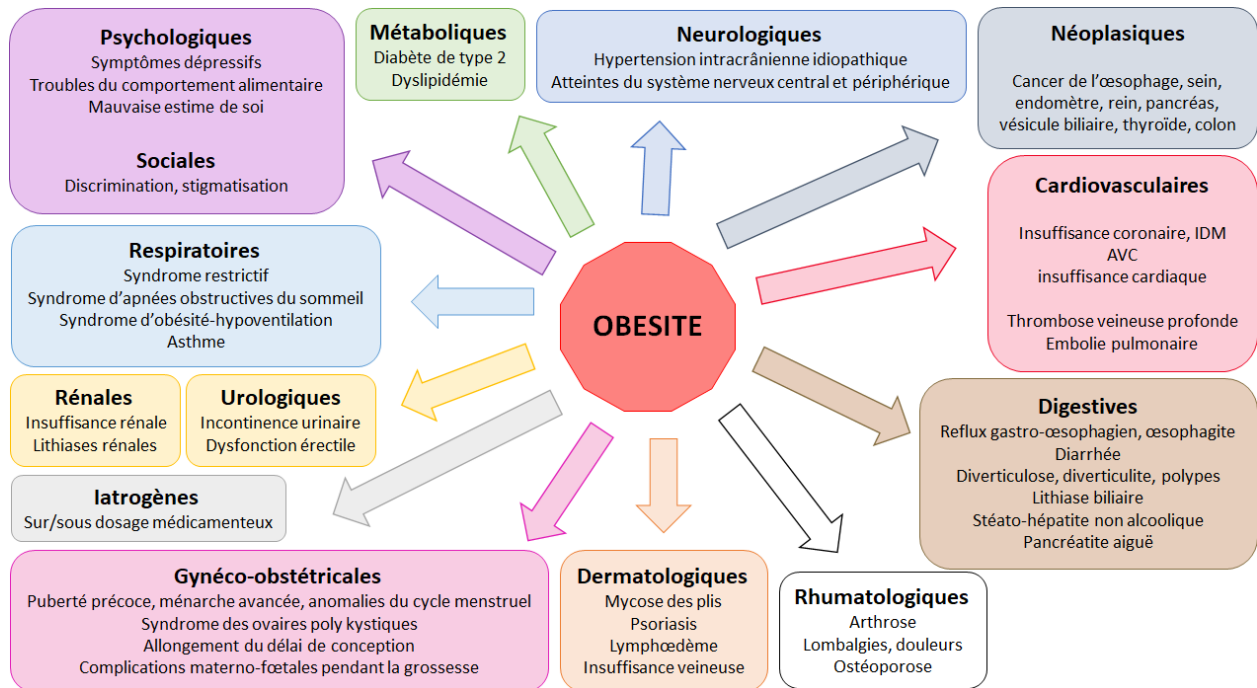 Psychologiques
Symptômes dépressifs
Troubles du comportement alimentaire
Mauvaise estime de soi
Sociales
Discrimination, stigmatisation
Métaboliques
Diabète de type 2
Dyslipidémie
Neurologiques
Hypertension intracrânienne idiopathique
Atteintes du système nerveux central et périphérique
Néoplasiques
Cancer de l'œsophage, sein,
endomètre, rein, pancréas,
vésicule biliaire, thyroïde, colon
Cardiovasculaires
Insuffisance coronaire, IDM
AVC
insuffisance cardiaque
Thrombose veineuse profonde
Embolie pulmonaire
Respiratoires
Syndrome restrictif
Syndrome d'apnées obstructives du sommeil
Syndrome d'obésité-hypoventilation
Asthme
OBESITE
Rénales
Insuffisance rénale
Lithiases rénales
Urologiques
Incontinence urinaire
Dysfonction érectile
Digestives
Reflux gastro-œsophagien, œsophagite
Diarrhée
Diverticulose, diverticulite, polypes
Lithiase biliaire
Stéato-hépatite non alcoolique
Pancréatite aiguë
Iatrogènes
Sur/sous dosage médicamenteux
Gynéco-obstétricales
Puberté précoce, ménarche avancée, anomalies du cycle menstruel
Syndrome des ovaires poly kystiques
Allongement du délai de conception
Complications materno-fœtales pendant la grossesse
Dermatologiques
Mycose des plis
Psoriasis
Lymphœdème
Insuffisance veineuse
Rhumatologiques
Arthrose
Lombalgies, douleurs
Ostéoporose